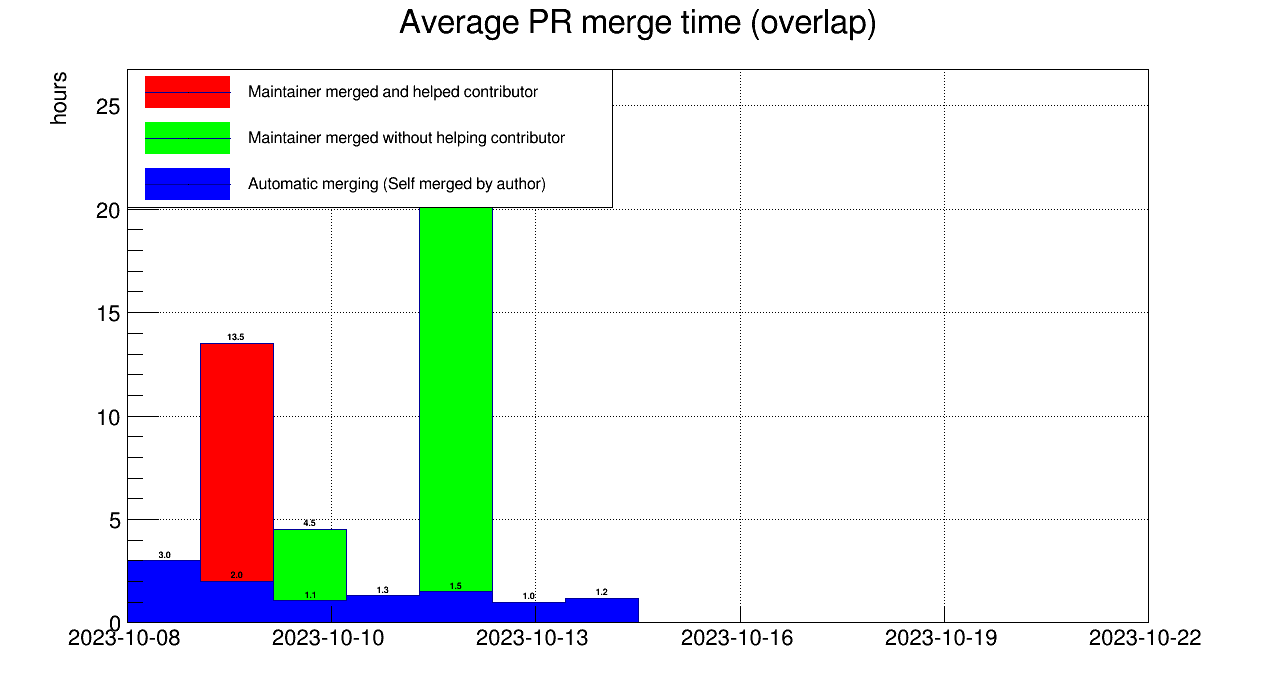 Average PR merge time (overlap)
hours
Maintainer merged and helped contributor
Maintainer merged without helping contributor
Automatic merging (Self merged by author)
25
20
15
10
5
0
13.5
4.5
3.0
2.0
1.1
1.3
1.5
1.0
1.2
2023-10-08 2023-10-10 2023-10-13 2023-10-16 2023-10-19 2023-10-22